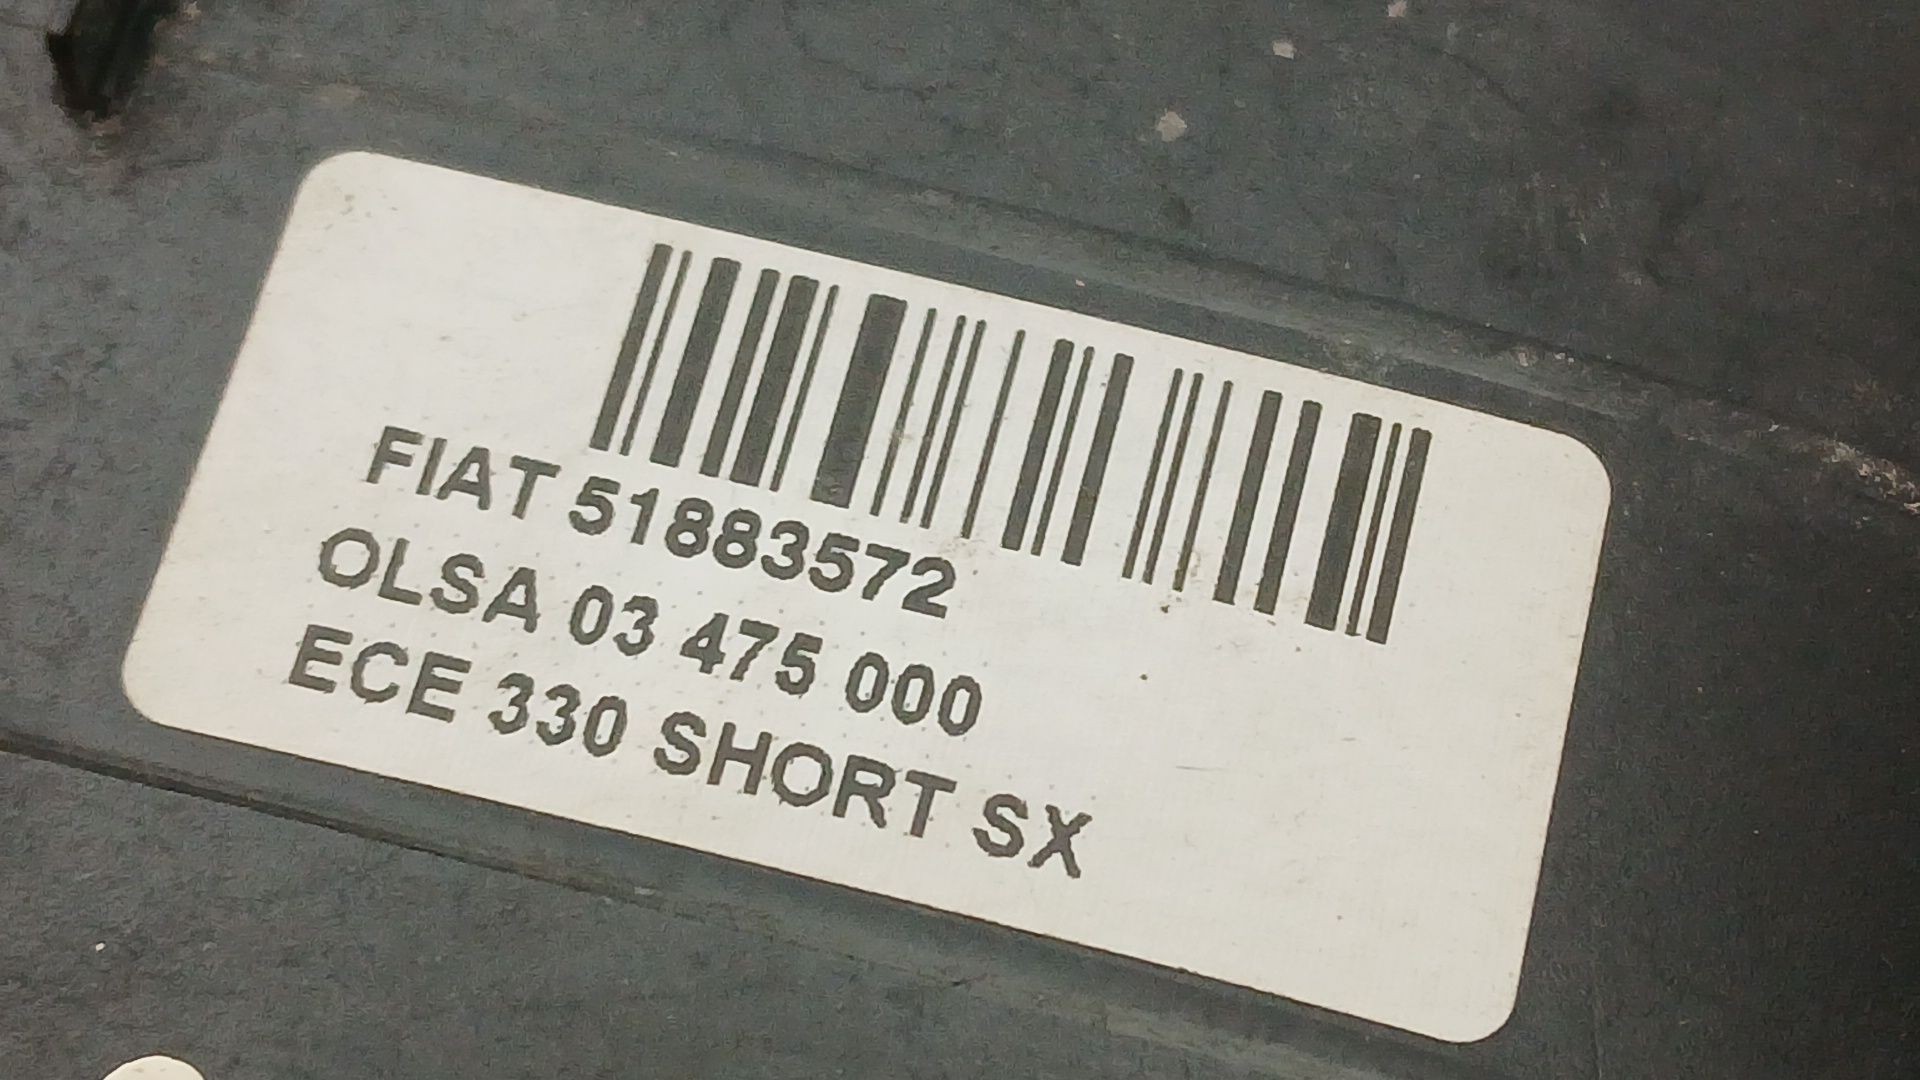 FIAT 51883572
OLSA 03 475 000
ECE 330 SHORT SX